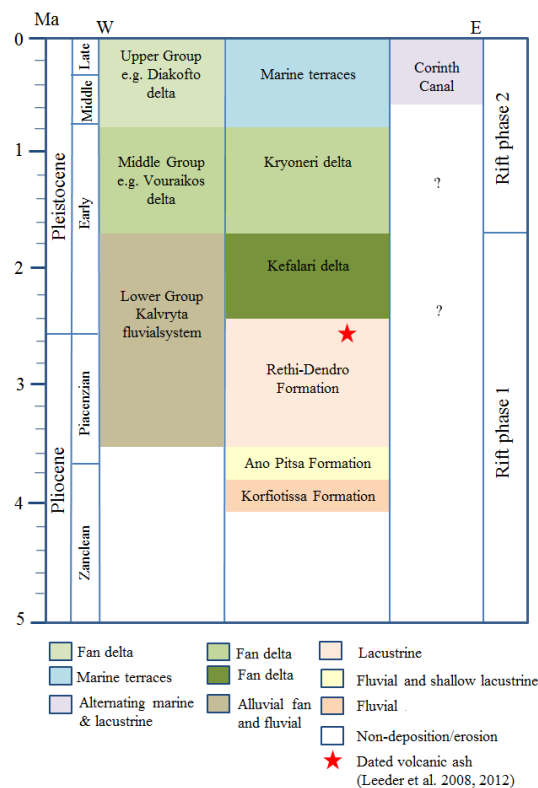 Ma
W
E
0
1
2
3
4
5
Pleistocene
Pliocene
Late
Middle
Early
Piacenzian
Zanclean
Upper Group
e.g. Diakofto
delta
Middle Group
e.g. Vouraikos
delta
Lower Group
Kalvryta
fluvialsystem
Marine terraces
Kryoneri delta
Kefalari delta
Rethi-Dendro
Formation
Ano Pitsa Formation
Korfiotissa Formation
Corinth
Canal
?
?
Rift phase 2
Rift phase 1
Fan delta
Marine terraces
Alternating marine
& lacustrine
Fan delta
Fan delta
Alluvial fan
and fluvial
Lacustrine
Fluvial and shallow lacustrine
Fluvial
Non-deposition/erosion
Dated volcanic ash
(Leeder et al. 2008, 2012)